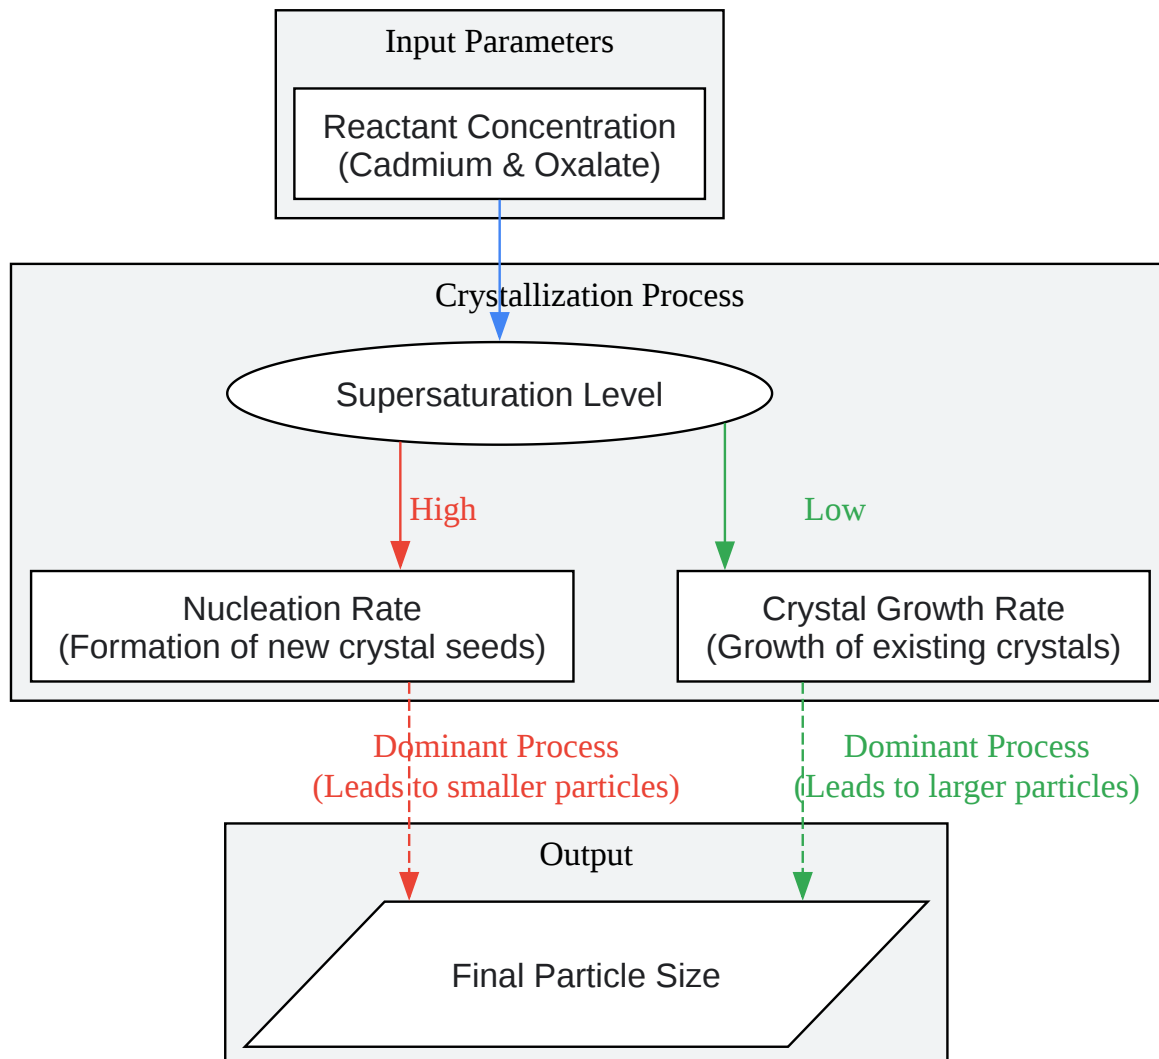 Input Parameters
Reactant Concentration
(Cadmium & Oxalate)
Crystallization Process
Supersaturation Level
High
Low
Nucleation Rate
(Formation of new crystal seeds)
Crystal Growth Rate
(Growth of existing crystals)
Dominant Process
(Leads to smaller particles)
Dominant Process
(Leads to larger particles)
Output
Final Particle Size